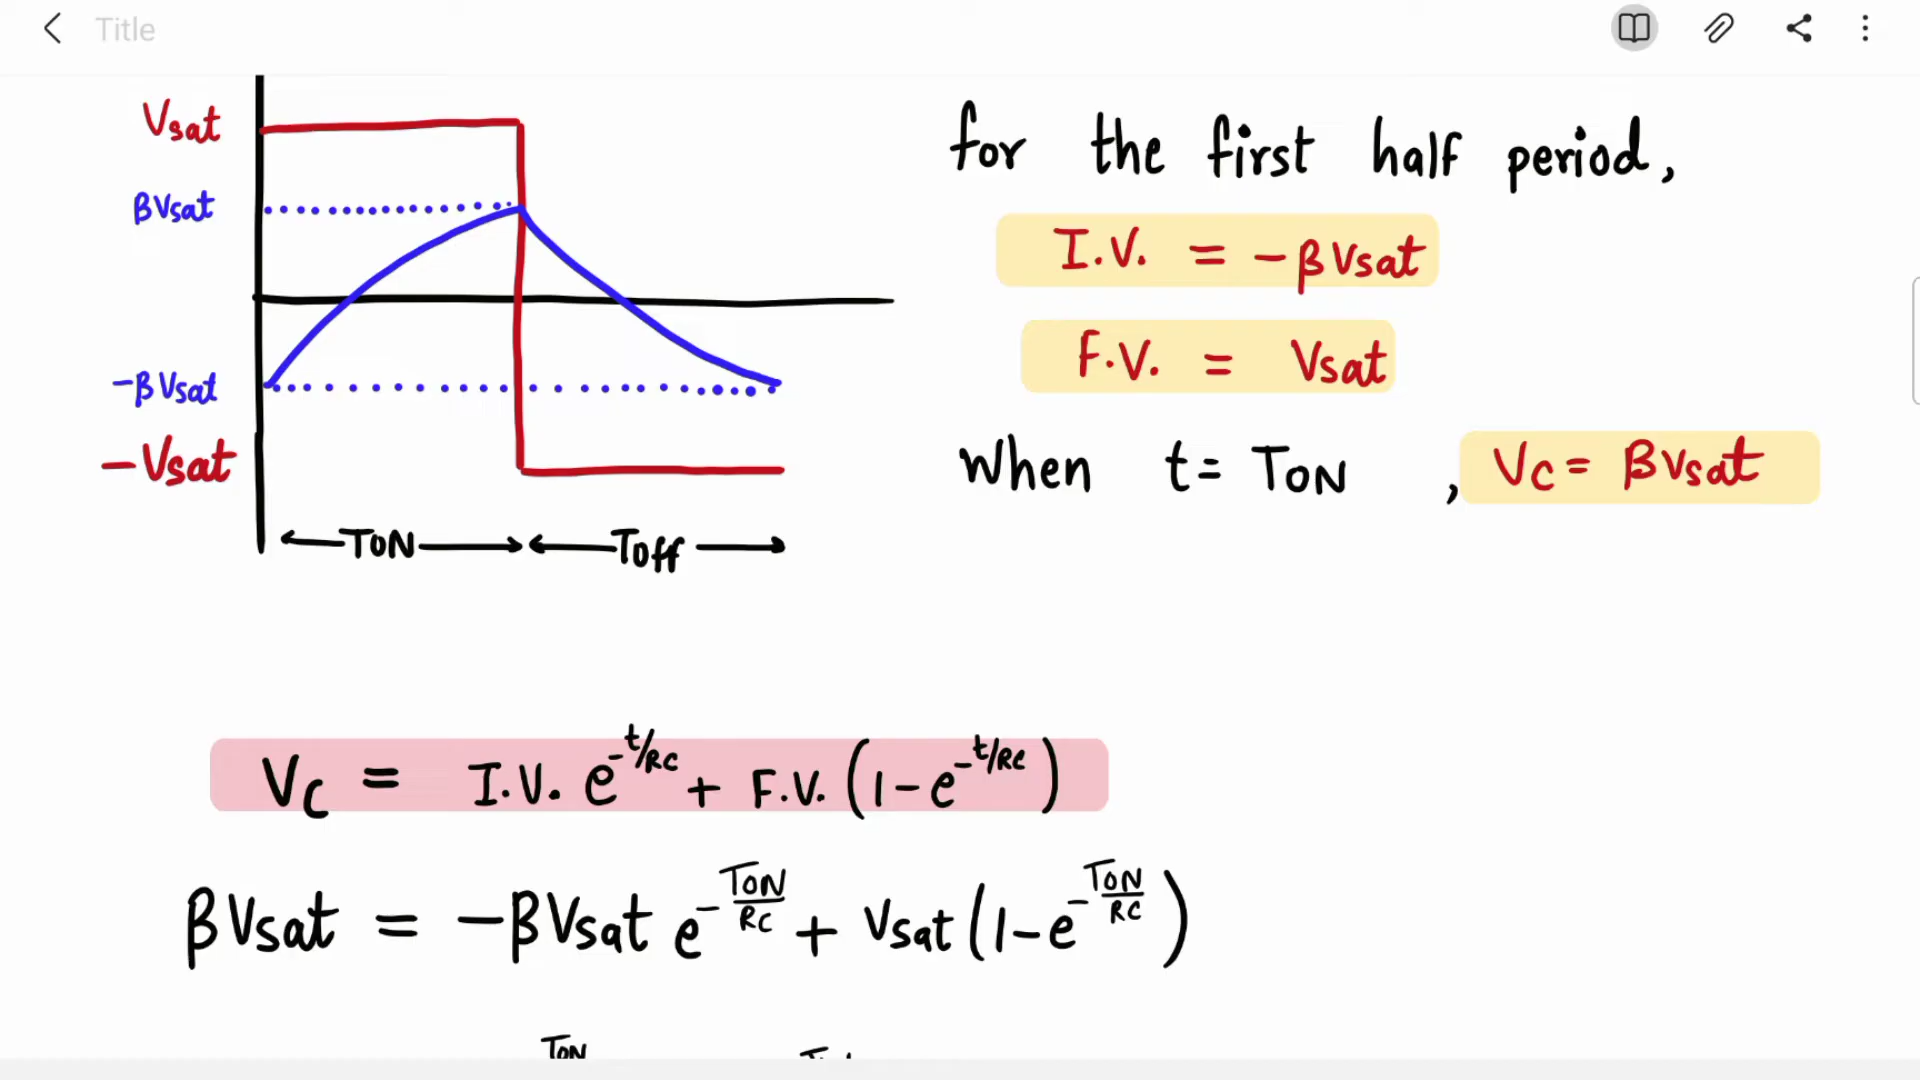 Title
Vsat
βVsat
-βVsat
-Vsat
TON
Toff
for the first half period,
I.V. = -βVsat
F.V. = Vsat
When t = TON , Vc = βVsat
Vc = I.V. e^-t/RC + F.V. (1-e^-t/RC)
βVsat = -βVsat e^-TON/RC + Vsat (1-e^-TON/RC)
TON